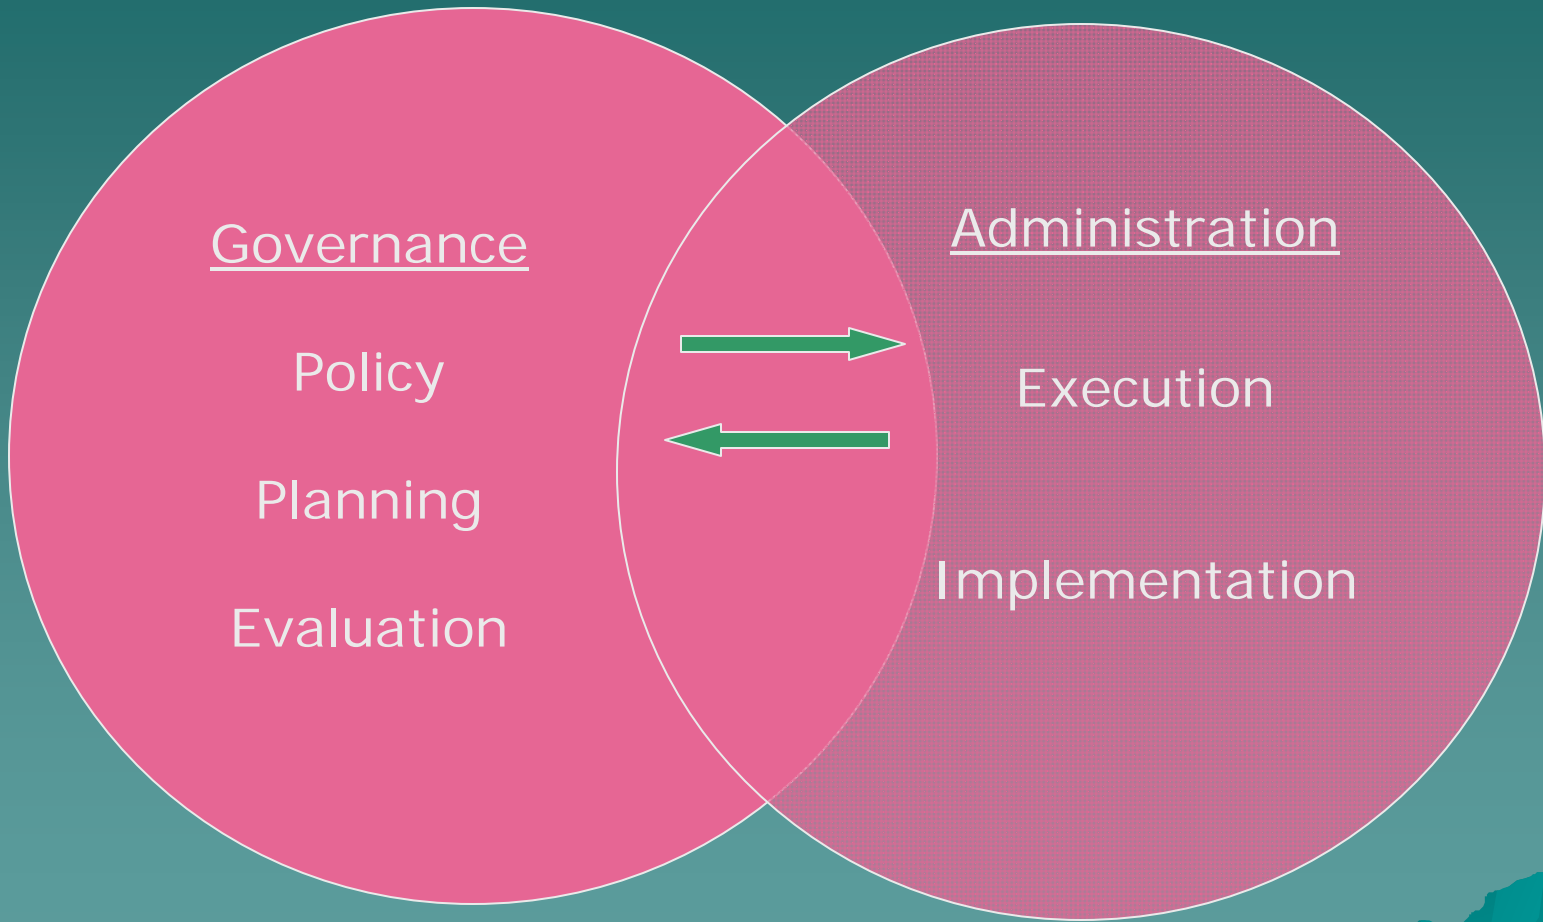 Governance
Policy
Planning
Evaluation
Administration
Execution
Implementation